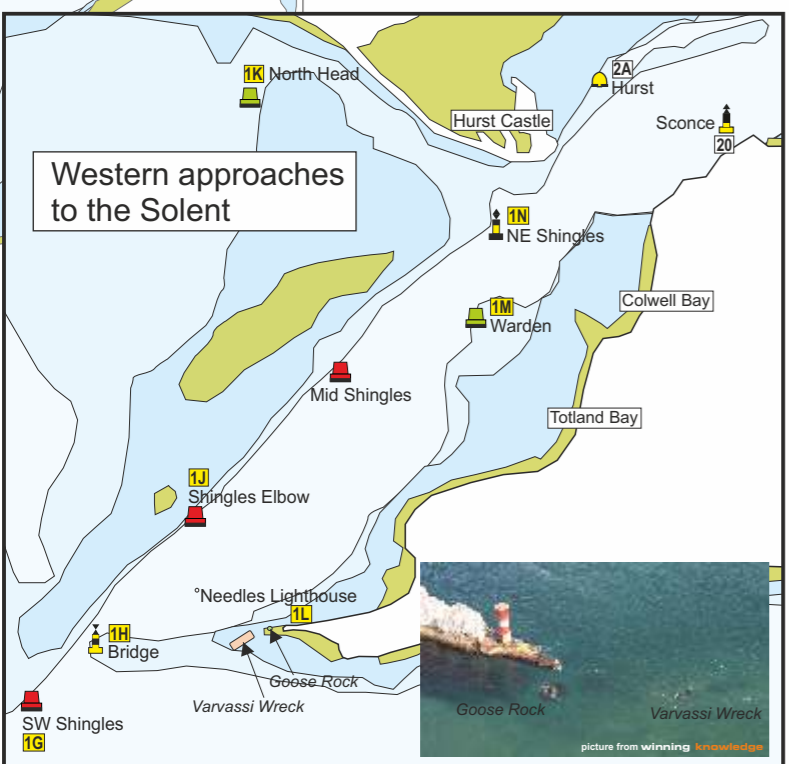 1K North Head
2A
Hurst
Hurst Castle
Sconce
20
Western approaches
to the Solent
1N
NE Shingles
1M
Warden
Colwell Bay
Mid Shingles
Totland Bay
1J
Shingles Elbow
°Needles Lighthouse
1L
1H
Bridge
Goose Rock
Varvassi Wreck
SW Shingles
1G
Goose Rock
Varvassi Wreck
picture from winning knowledge